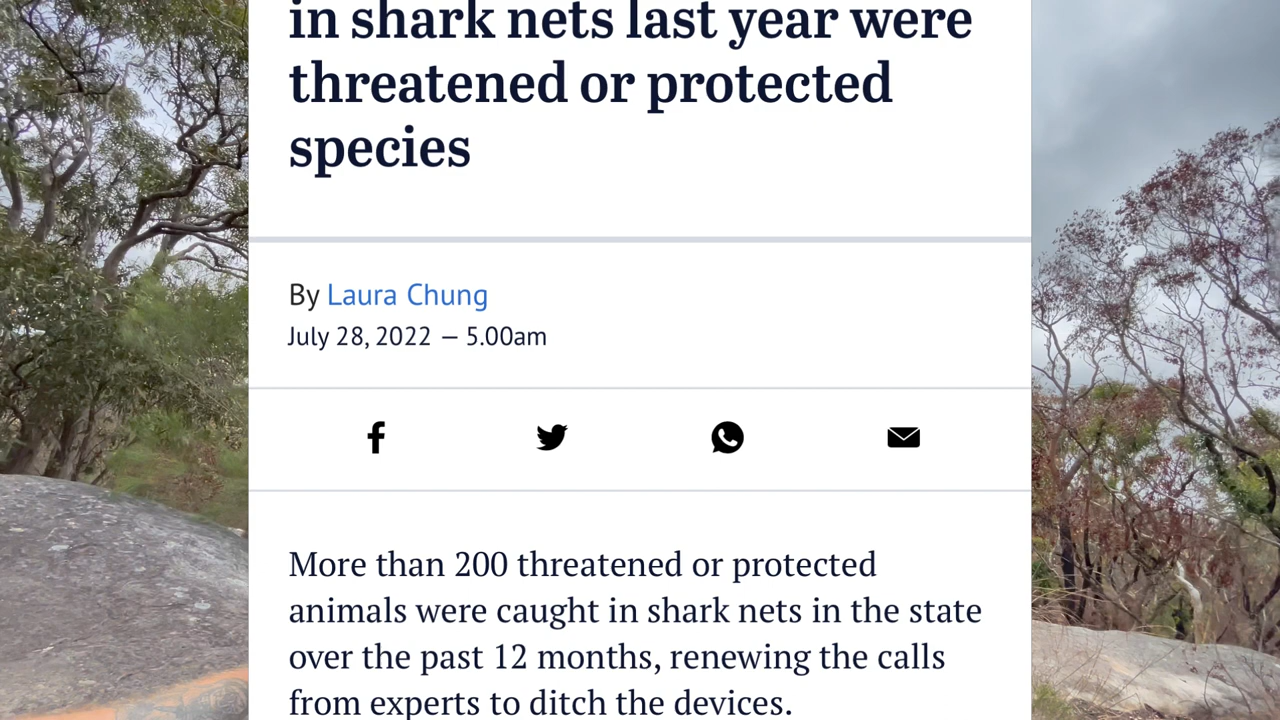 in shark nets last year were
threatened or protected
species
By Laura Chung
July 28, 2022 — 5.00am
More than 200 threatened or protected
animals were caught in shark nets in the state
over the past 12 months, renewing the calls
from experts to ditch the devices.